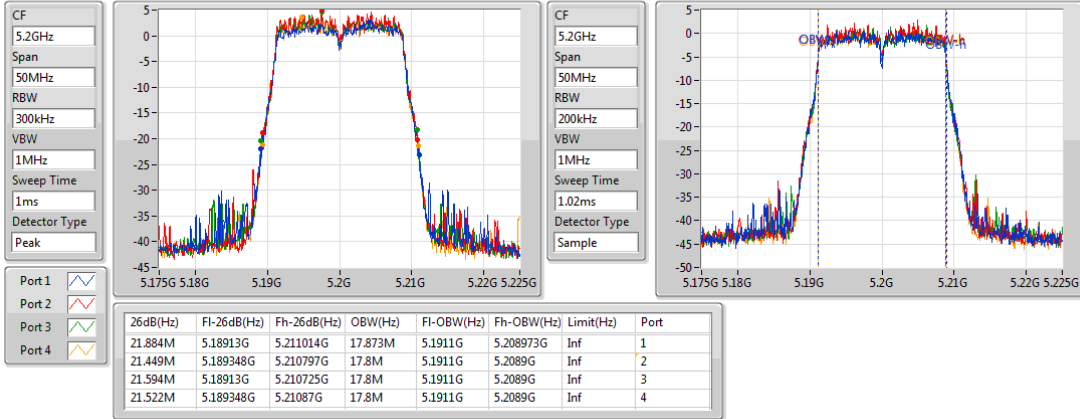 CF
5.2GHz
Span
50MHz
RBW
300kHz
VBW
1MHz
Sweep Time
1ms
Detector Type
Peak
5
0
-5
-10
-15
-20
-25
-30
-35
-40
-45
5.175G 5.18G 5.19G 5.2G 5.21G 5.22G 5.225G
CF
5.2GHz
Span
50MHz
RBW
200kHz
VBW
1MHz
Sweep Time
1.02ms
Detector Type
Sample
5
0
-5
-10
-15
-20
-25
-30
-35
-40
-45
-50
5.175G 5.18G 5.19G 5.2G 5.21G 5.22G 5.225G
Port 1
Port 2
Port 3
Port 4
26dB(Hz) Fl-26dB(Hz) Fh-26dB(Hz) OBW(Hz) Fl-OBW(Hz) Fh-OBW(Hz) Limit(Hz) Port
21.884M 5.18913G 5.211014G 17.873M 5.1911G 5.208973G Inf 1
21.449M 5.189348G 5.210797G 17.8M 5.1911G 5.2089G Inf 2
21.594M 5.18913G 5.210725G 17.8M 5.1911G 5.2089G Inf 3
21.522M 5.189348G 5.21087G 17.8M 5.1911G 5.2089G Inf 4